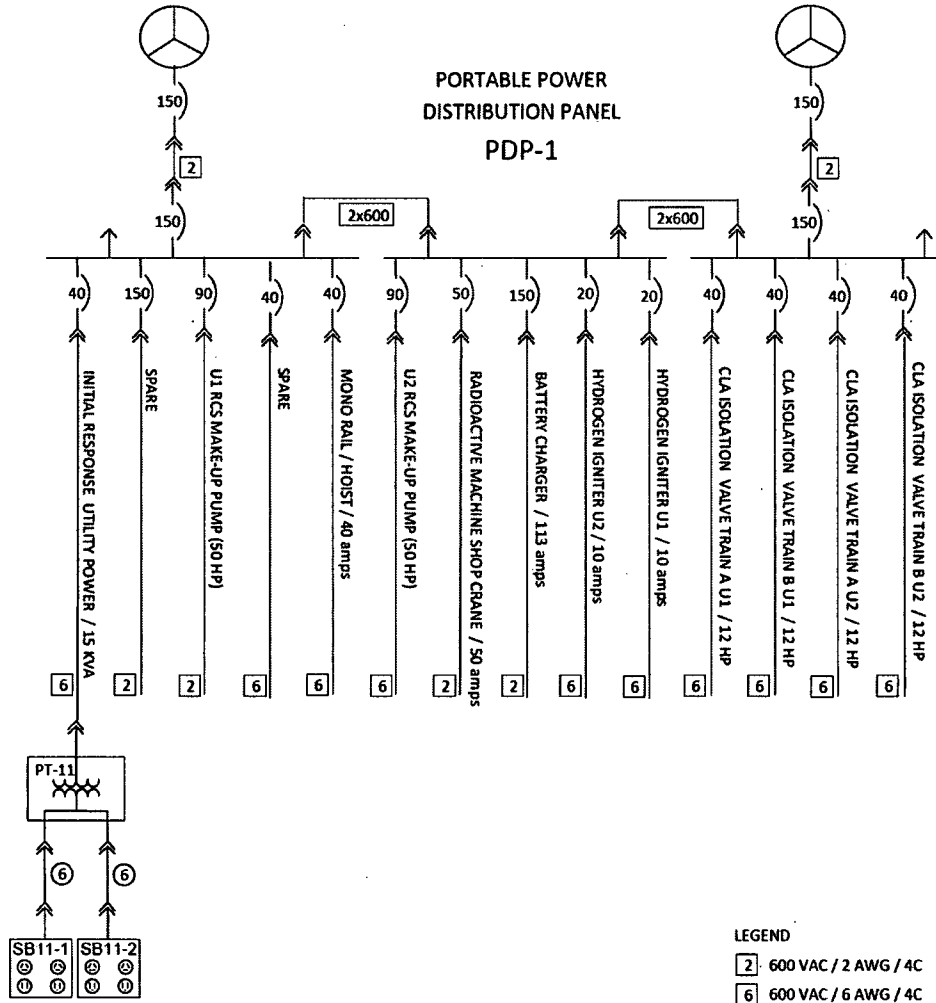 PORTABLE POWER
DISTRIBUTION PANEL
PDP-1
150
2
150
150
2
150
2x600
2x600
40
150
90
40
40
90
50
150
20
20
40
40
40
40
INITIAL RESPONSE UTILITY POWER / 15 KVA
SPARE
U1 RCS MAKE-UP PUMP (50 HP)
SPARE
MONO RAIL / HOIST / 40 amps
U2 RCS MAKE-UP PUMP (50 HP)
RADIOACTIVE MACHINE SHOP CRANE / 50 amps
BATTERY CHARGER / 113 amps
HYDROGEN IGNITER U2 / 10 amps
HYDROGEN IGNITER U1 / 10 amps
CLA ISOLATION VALVE TRAIN A U1 / 12 HP
CLA ISOLATION VALVE TRAIN B U1 / 12 HP
CLA ISOLATION VALVE TRAIN A U2 / 12 HP
CLA ISOLATION VALVE TRAIN B U2 / 12 HP
6
2
2
6
6
6
2
2
6
6
6
6
6
6
PT-11
6
6
SB11-1
SB11-2
LEGEND
2 600 VAC / 2 AWG / 4C
6 600 VAC / 6 AWG / 4C